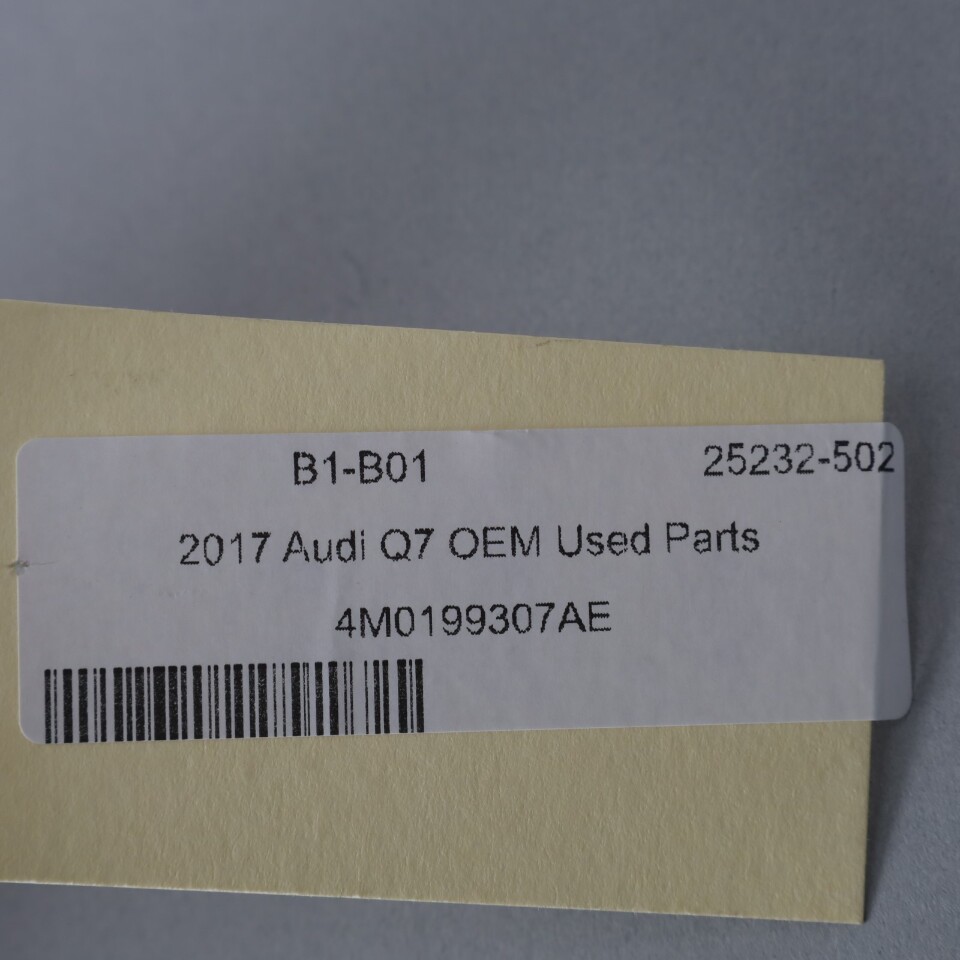 B1-B01 25232-502
2017 Audi Q7 OEM Used Parts
4M0199307AE